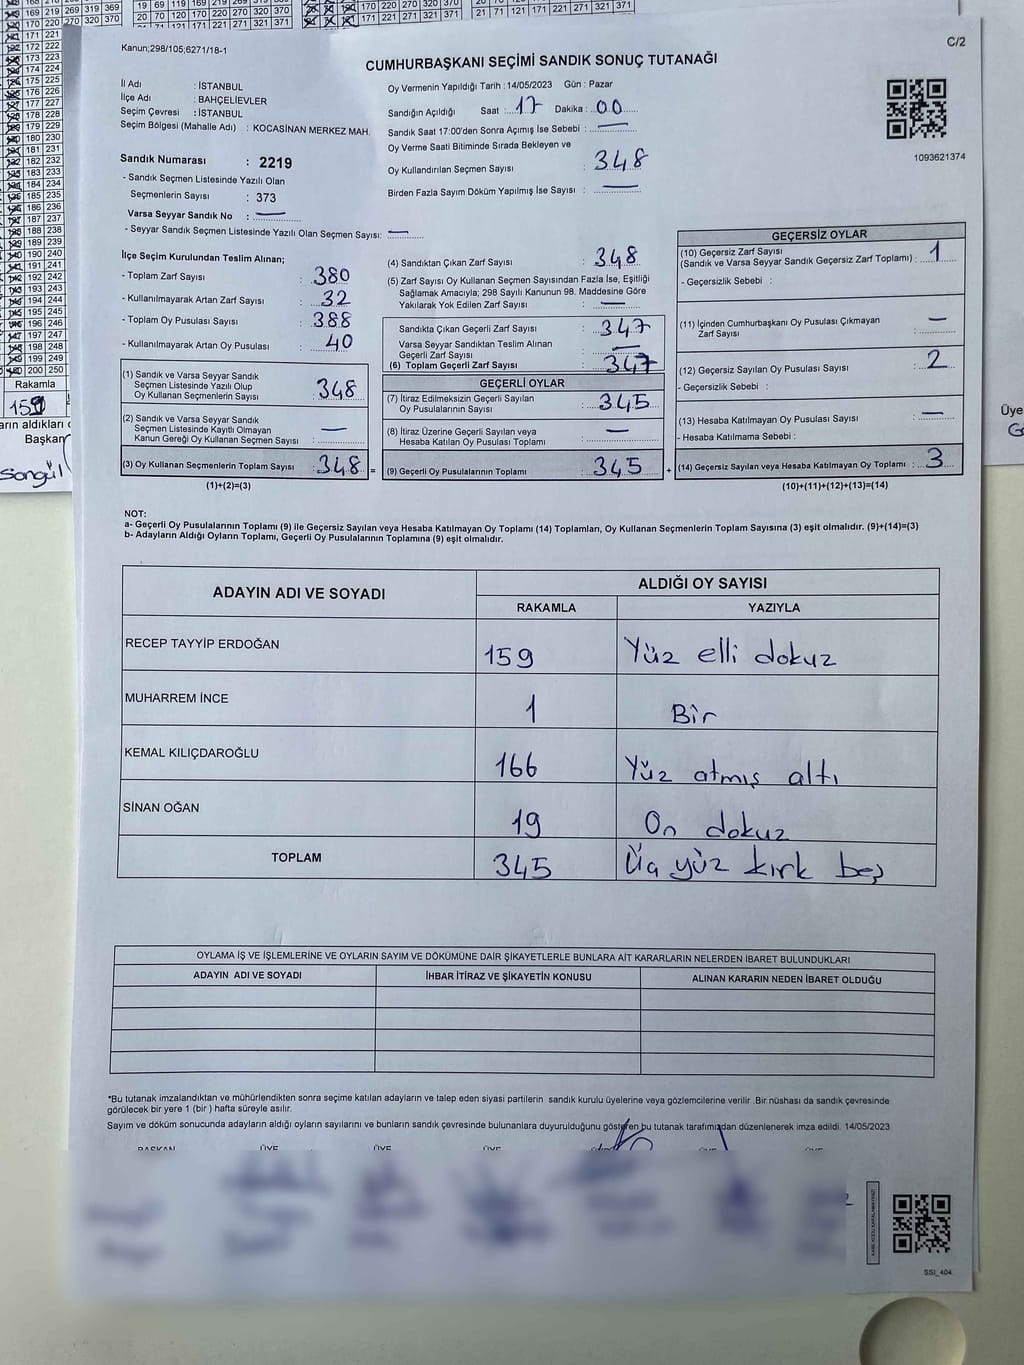 Kanun;298/105;6271/18-1
C/2
CUMHURBAŞKANI SEÇİMİ SANDIK SONUÇ TUTANAĞI
İl Adı : İSTANBUL
İlçe Adı : BAHÇELİEVLER
Seçim Çevresi : İSTANBUL
Seçim Bölgesi (Mahalle Adı) : KOCASİNAN MERKEZ MAH.
Sandık Numarası : 2219
- Sandık Seçmen Listesinde Yazılı Olan
Seçmenlerin Sayısı : 373
Varsa Seyyar Sandık No : —
- Seyyar Sandık Seçmen Listesinde Yazılı Olan Seçmen Sayısı: —
Oy Vermenin Yapıldığı Tarih : 14/05/2023 Gün : Pazar
Sandığın Açıldığı Saat : 17 Dakika : 00
Sandık Saat 17:00'den Sonra Açımış İse Sebebi : —
Oy Verme Saati Bitiminde Sırada Bekleyen ve
Oy Kullandırılan Seçmen Sayısı : 348
Birden Fazla Sayım Döküm Yapılmış İse Sayısı : —
1093621374
İlçe Seçim Kurulundan Teslim Alınan;
- Toplam Zarf Sayısı : 380
- Kullanılmayarak Artan Zarf Sayısı : 32
- Toplam Oy Pusulası Sayısı : 388
- Kullanılmayarak Artan Oy Pusulası : 40
(1) Sandık ve Varsa Seyyar Sandık
Seçmen Listesinde Yazılı Olup
Oy Kullanan Seçmenlerin Sayısı : 348
(2) Sandık ve Varsa Seyyar Sandık
Seçmen Listesinde Kayıtlı Olmayan
Kanun Gereği Oy Kullanan Seçmen Sayısı : —
(3) Oy Kullanan Seçmenlerin Toplam Sayısı : 348 =
(1)+(2)=(3)
(4) Sandıktan Çıkan Zarf Sayısı : 348
(5) Zarf Sayısı Oy Kullanan Seçmen Sayısından Fazla İse, Eşitliği
Sağlamak Amacıyla; 298 Sayılı Kanunun 98. Maddesine Göre
Yakılarak Yok Edilen Zarf Sayısı : —
Sandıkta Çıkan Geçerli Zarf Sayısı : 347
Varsa Seyyar Sandıktan Teslim Alınan
Geçerli Zarf Sayısı : —
(6) Toplam Geçerli Zarf Sayısı : 347
GEÇERLİ OYLAR
(7) İtiraz Edilmeksizin Geçerli Sayılan
Oy Pusulalarının Sayısı : 345
(8) İtiraz Üzerine Geçerli Sayılan veya
Hesaba Katılan Oy Pusulası Toplamı : —
(9) Geçerli Oy Pusulalarının Toplamı : 345 +
GEÇERSİZ OYLAR
(10) Geçersiz Zarf Sayısı
(Sandık ve Varsa Seyyar Sandık Geçersiz Zarf Toplamı) : 1
- Geçersizlik Sebebi :
(11) İçinden Cumhurbaşkanı Oy Pusulası Çıkmayan
Zarf Sayısı : —
(12) Geçersiz Sayılan Oy Pusulası Sayısı : 2
- Geçersizlik Sebebi :
(13) Hesaba Katılmayan Oy Pusulası Sayısı : —
- Hesaba Katılmama Sebebi :
(14) Geçersiz Sayılan veya Hesaba Katılmayan Oy Toplamı : 3
(10)+(11)+(12)+(13)=(14)
NOT:
a- Geçerli Oy Pusulalarının Toplamı (9) ile Geçersiz Sayılan veya Hesaba Katılmayan Oy Toplamı (14) Toplamları, Oy Kullanan Seçmenlerin Toplam Sayısına (3) eşit olmalıdır. (9)+(14)=(3)
b- Adayların Aldığı Oyların Toplamı, Geçerli Oy Pusulalarının Toplamına (9) eşit olmalıdır.
ADAYIN ADI VE SOYADI
ALDIĞI OY SAYISI
RAKAMLA YAZIYLA
RECEP TAYYİP ERDOĞAN 159 Yüz elli dokuz
MUHARREM İNCE 1 Bir
KEMAL KILIÇDAROĞLU 166 Yüz atmış altı
SİNAN OĞAN 19 On dokuz
TOPLAM 345 Üç yüz kırk beş
OYLAMA İŞ VE İŞLEMLERİNE VE OYLARIN SAYIM VE DÖKÜMÜNE DAİR ŞİKAYETLERLE BUNLARA AİT KARARLARIN NELERDEN İBARET BULUNDUKLARI
ADAYIN ADI VE SOYADI İHBAR İTİRAZ VE ŞİKAYETİN KONUSU ALINAN KARARIN NEDEN İBARET OLDUĞU
*Bu tutanak imzalandıktan ve mühürlendikten sonra seçime katılan adayların ve talep eden siyasi partilerin sandık kurulu üyelerine veya gözlemcilerine verilir .Bir nüshası da sandık çevresinde
görülecek bir yere 1 (bir ) hafta süreyle asılır.
Sayım ve döküm sonucunda adayların aldığı oyların sayılarını ve bunların sandık çevresinde bulunanlara duyurulduğunu gösteren bu tutanak tarafımızdan düzenlenerek imza edildi. 14/05/2023
BAŞKAN ÜYE ÜYE ÜYE
SSİ_404
Rakamla
159
arın aldıkları
Başkan
Songül
Üye